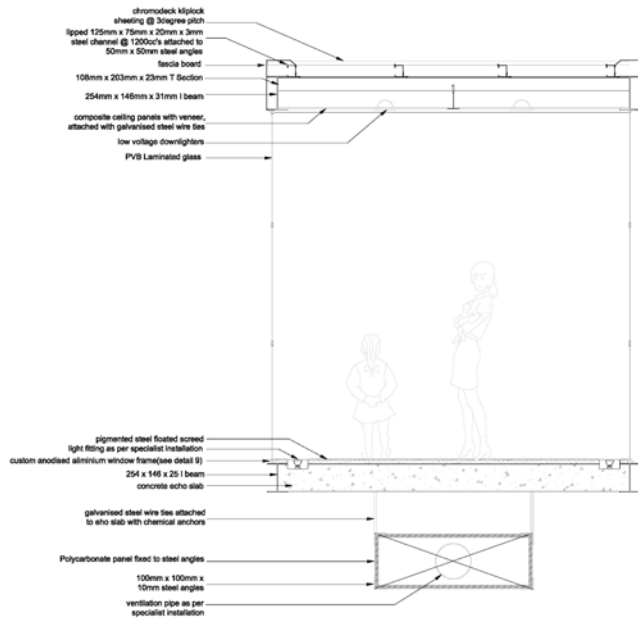 chromodeck kliplock
sheeting @ 3degree pitch
lipped 125mm x 75mm x 20mm x 3mm
steel channel @ 1200cc's attached to
50mm x 50mm steel angles
fascia board
108mm x 203mm x 23mm T Section
254mm x 146mm x 31mm I beam
composite ceiling panels with veneer,
attached with galvanised steel wire ties
low voltage downlighters
PVB Laminated glass
pigmented steel floated screed
light fitting as per specialist installation
custom anodised ailminium window frame(see detail 9)
254 x 146 x 25 I beam
concrete echo slab
galvanised steel wire ties attached
to eho slab with chemical anchors
Polycarbonate panel fixed to steel angles
100mm x 100mm x
10mm steel angles
ventilation pipe as per
specialist installation